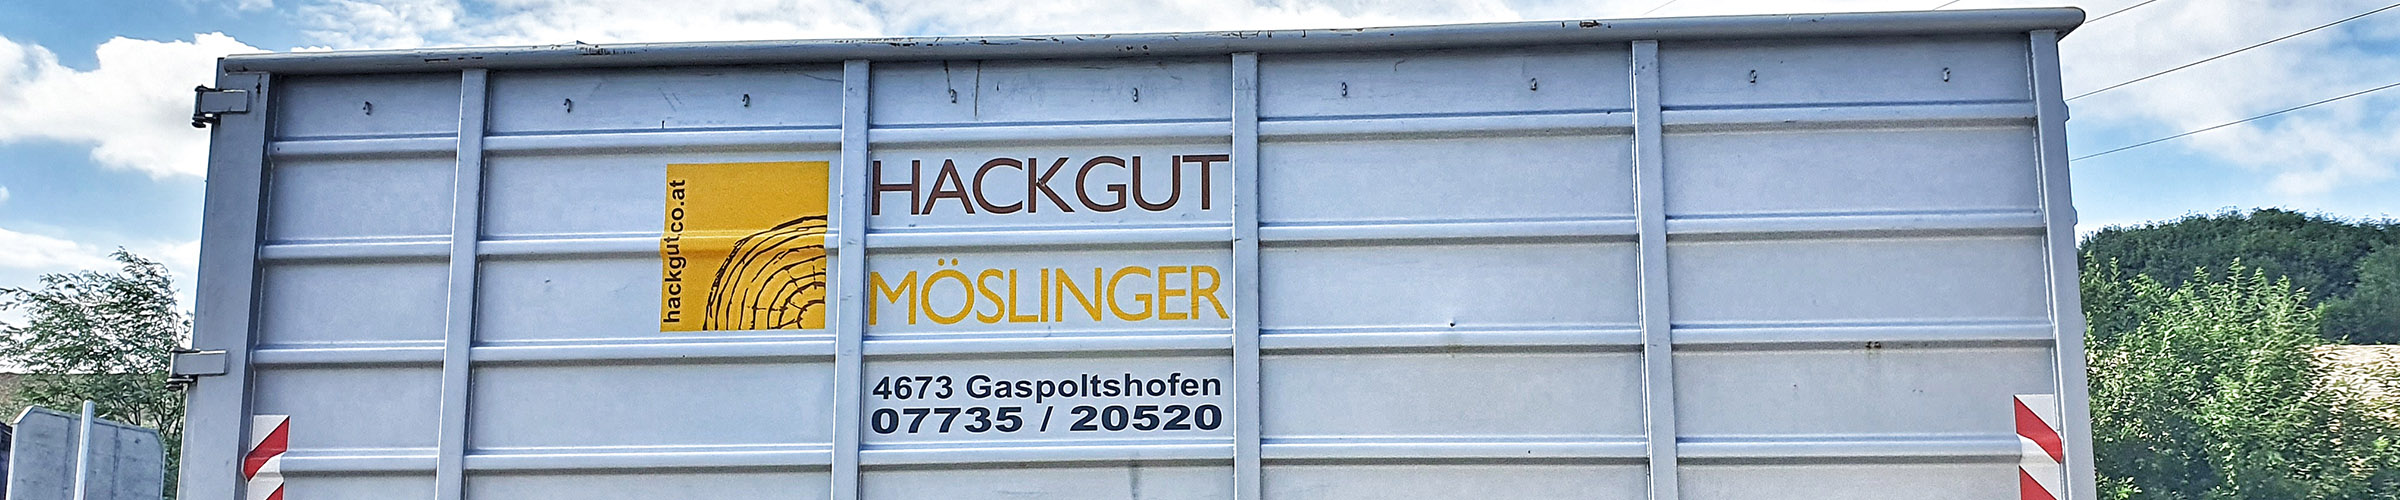 hackgut.co.at
HACKGUT
MÖSLINGER
4673 Gaspoltshofen
07735 / 20520